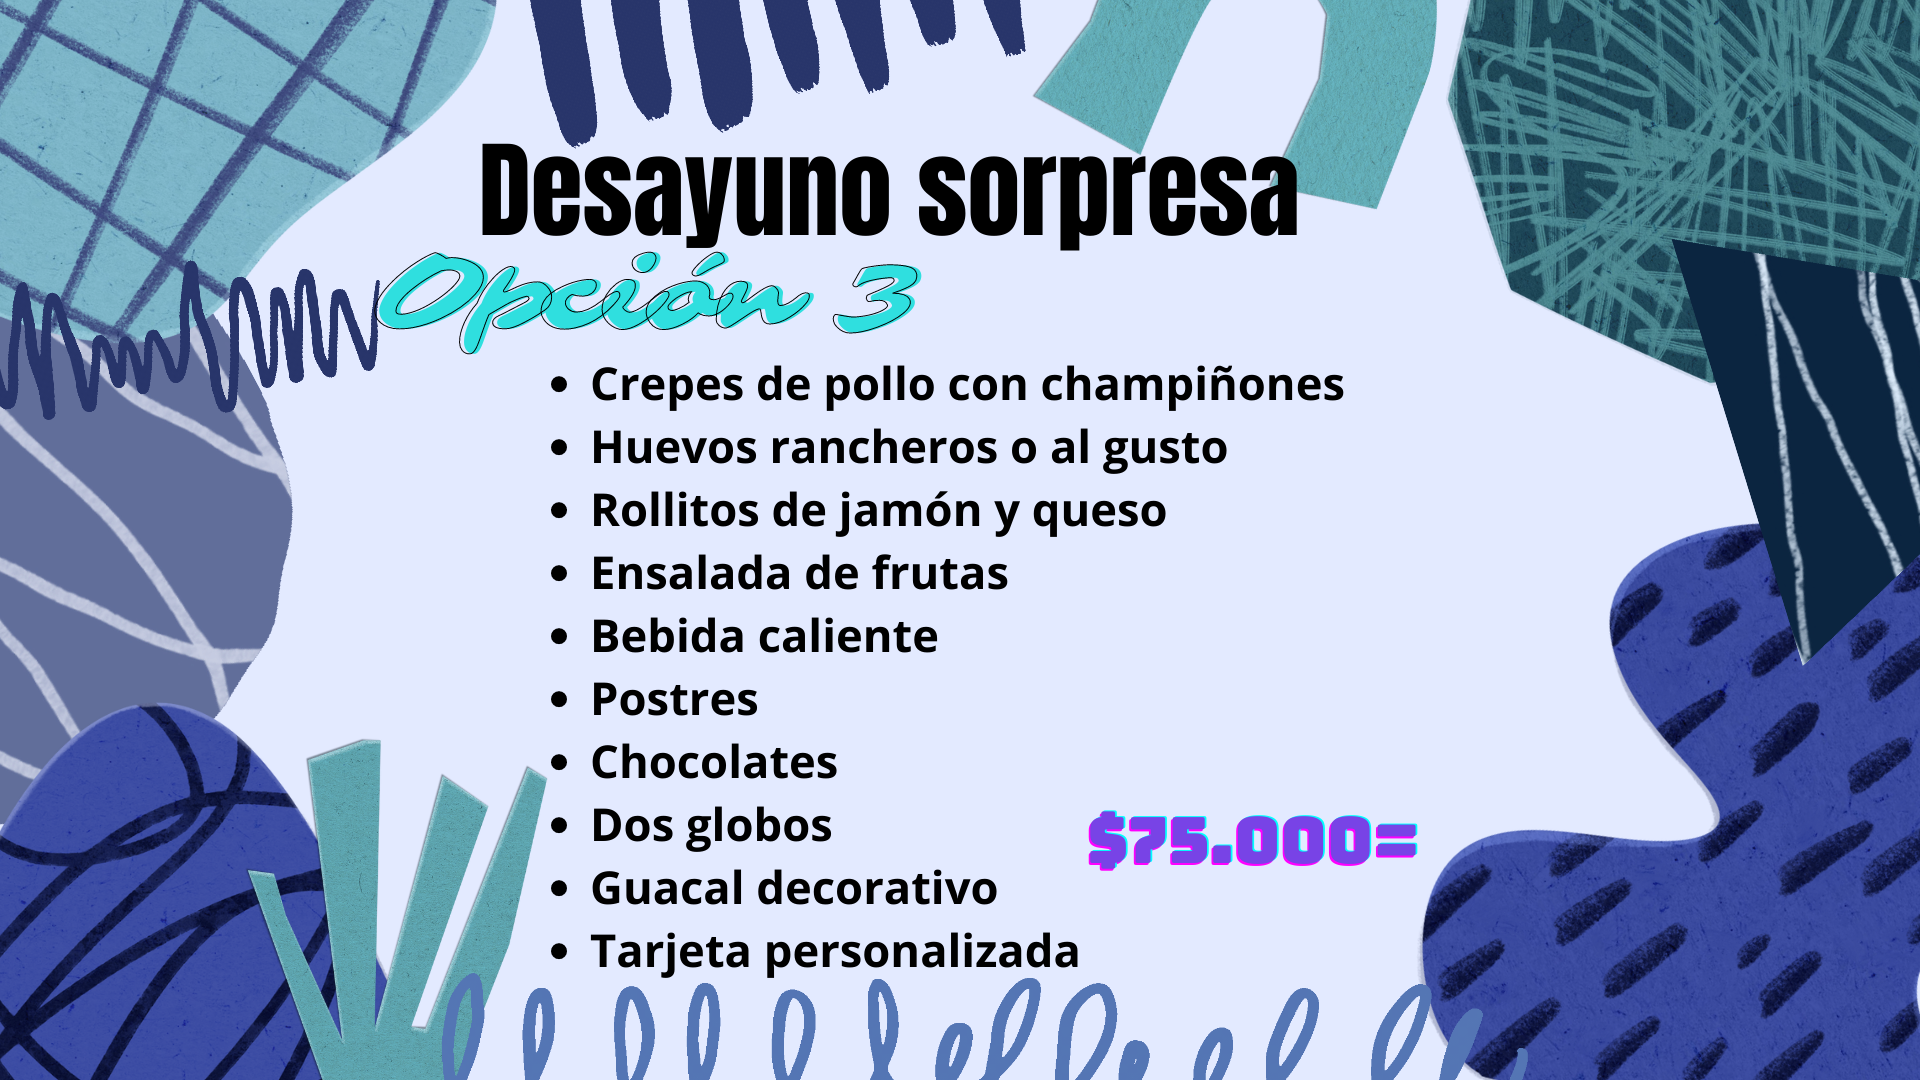 Desayuno sorpresa
Opción 3
• Crepes de pollo con champiñones
• Huevos rancheros o al gusto
• Rollitos de jamón y queso
• Ensalada de frutas
• Bebida caliente
• Postres
• Chocolates
• Dos globos
• Guacal decorativo
• Tarjeta personalizada
$75.000=